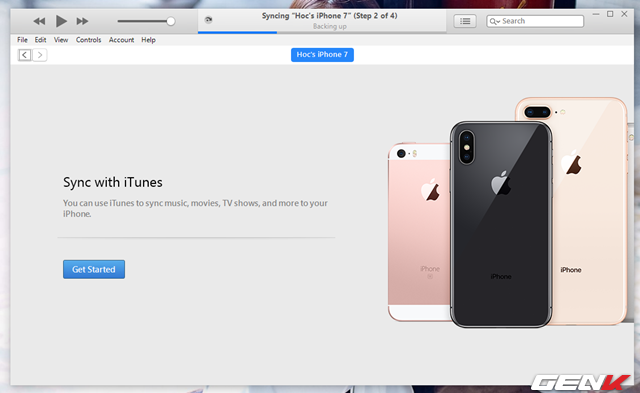 Syncing "Hoc's iPhone 7" (Step 2 of 4)
Backing up
Search
File Edit View Controls Account Help
Hoc's iPhone 7
Sync with iTunes
You can use iTunes to sync music, movies, TV shows, and more to your
iPhone.
Get Started
iPhone
SE
iPhone
iPhone
GENK